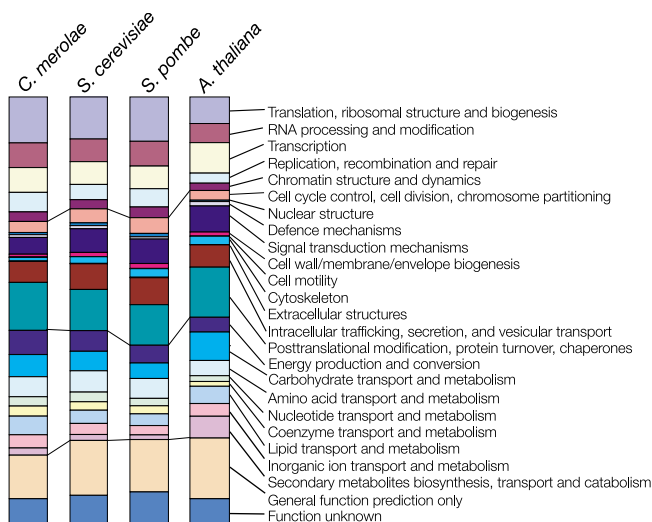 C. merolae
S. cerevisiae
S. pombe
A. thaliana
Translation, ribosomal structure and biogenesis
RNA processing and modification
Transcription
Replication, recombination and repair
Chromatin structure and dynamics
Cell cycle control, cell division, chromosome partitioning
Nuclear structure
Defence mechanisms
Signal transduction mechanisms
Cell wall/membrane/envelope biogenesis
Cell motility
Cytoskeleton
Extracellular structures
Intracellular trafficking, secretion, and vesicular transport
Posttranslational modification, protein turnover, chaperones
Energy production and conversion
Carbohydrate transport and metabolism
Amino acid transport and metabolism
Nucleotide transport and metabolism
Coenzyme transport and metabolism
Lipid transport and metabolism
Inorganic ion transport and metabolism
Secondary metabolites biosynthesis, transport and catabolism
General function prediction only
Function unknown